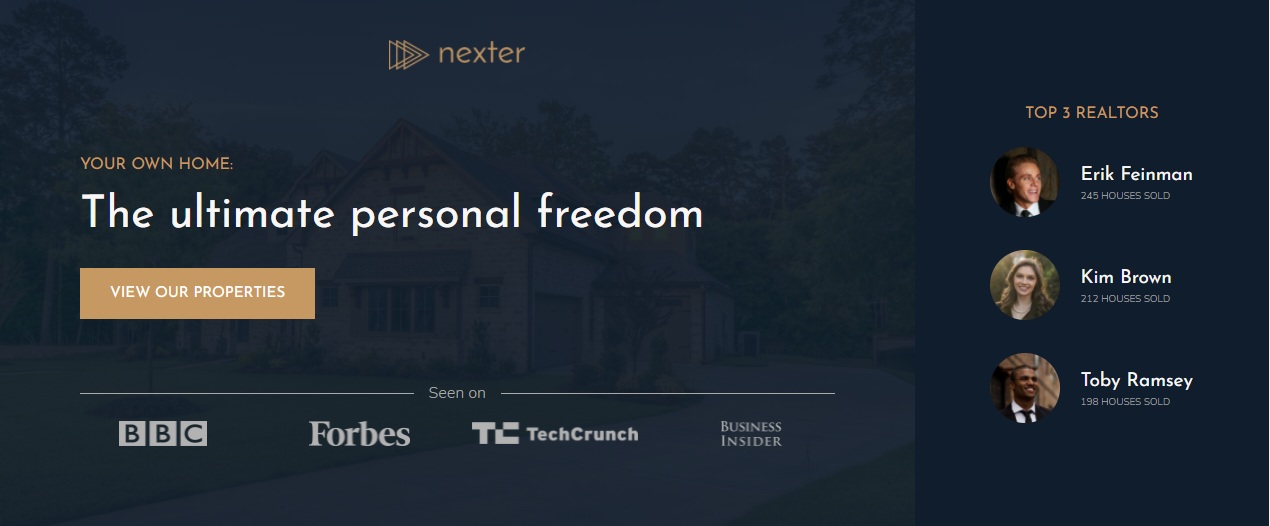 nexter
YOUR OWN HOME:
The ultimate personal freedom
VIEW OUR PROPERTIES
Seen on
BBC
Forbes
TC TechCrunch
BUSINESS
INSIDER
TOP 3 REALTORS
Erik Feinman
245 HOUSES SOLD
Kim Brown
212 HOUSES SOLD
Toby Ramsey
198 HOUSES SOLD